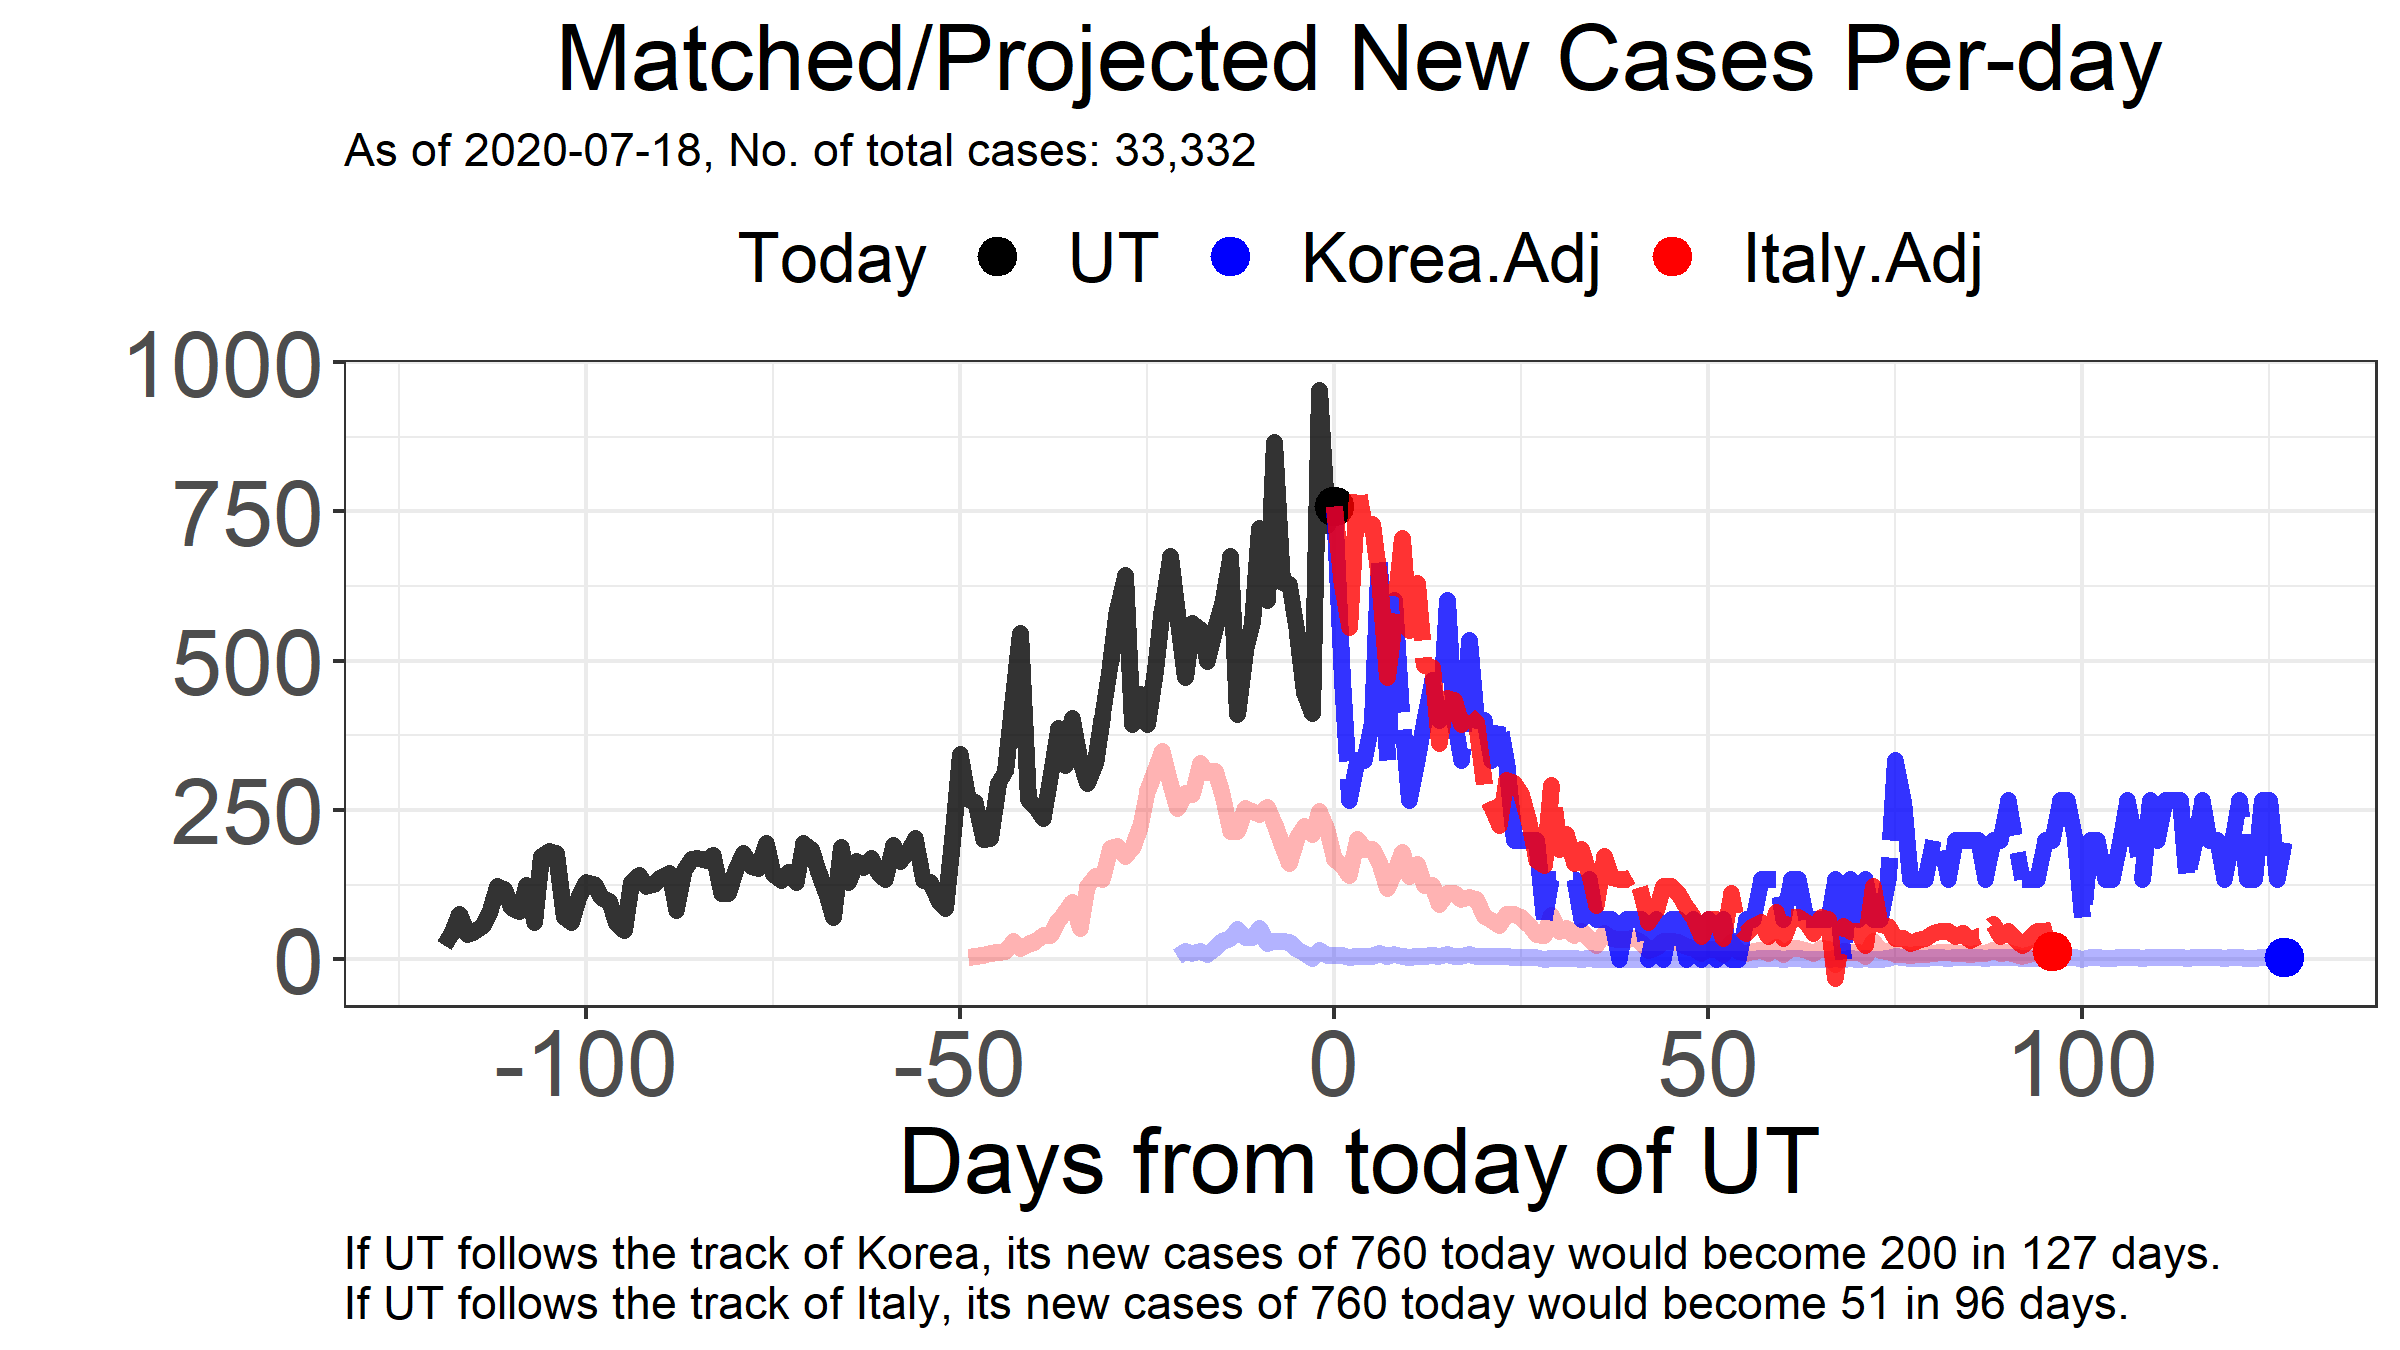 Matched/Projected New Cases Per-day
As of 2020-07-18, No. of total cases: 33,332
Today UT Korea.Adj Italy.Adj
1000
750
500
250
0
-100 -50 0 50 100
Days from today of UT
If UT follows the track of Korea, its new cases of 760 today would become 200 in 127 days.
If UT follows the track of Italy, its new cases of 760 today would become 51 in 96 days.